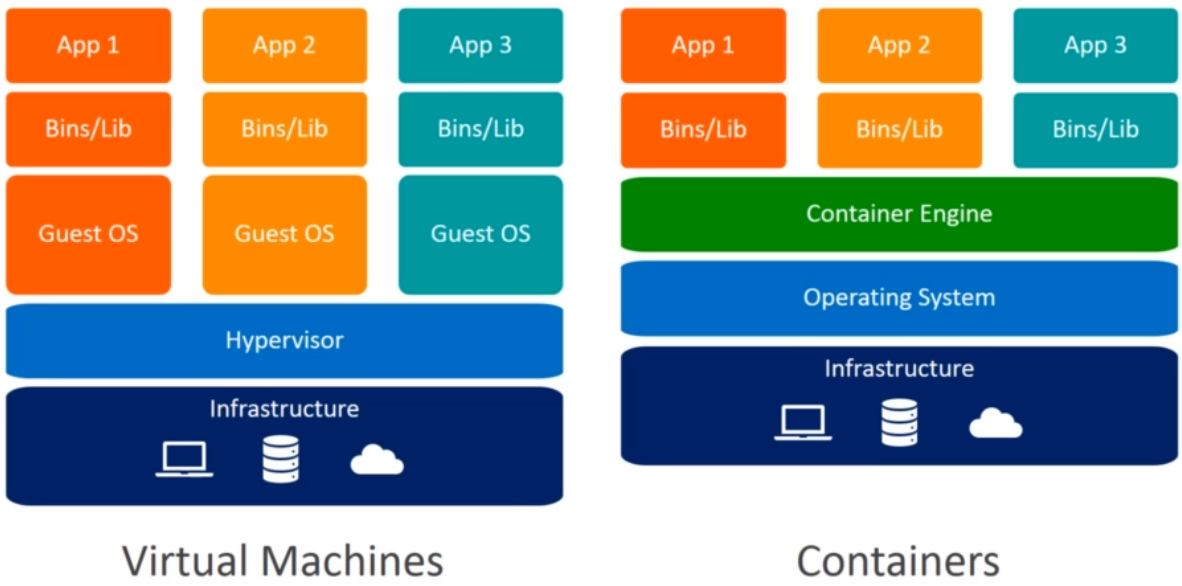 App 1
App 2
App 3
Bins/Lib
Bins/Lib
Bins/Lib
Guest OS
Guest OS
Guest OS
Hypervisor
Infrastructure
Virtual Machines
App 1
App 2
App 3
Bins/Lib
Bins/Lib
Bins/Lib
Container Engine
Operating System
Infrastructure
Containers